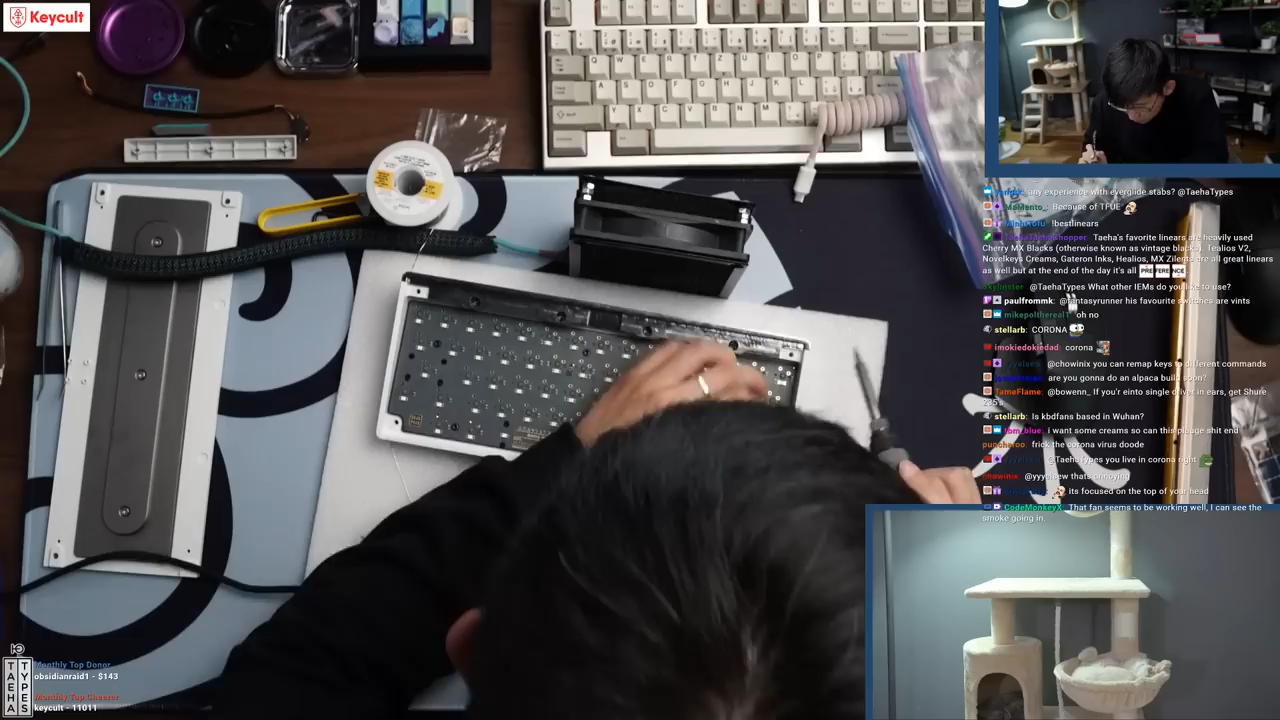 Keycult
any experience with everglide stabs? @TaehaTypes
Because of TFUE
!bestlinears
Taeha's favorite linears are heavily used
Cherry MX Blacks (otherwise known as vintage blacks), Tealios V2,
Novelkeys Creams, Gateron Inks, Healios, MX Zilents are all great linears
as well but at the end of the day it's all PREFERENCE
@TaehaTypes What other IEMs do you like to use?
paulfrommk: @fantasyrunner his favourite switches are vints
oh no
stellarb: CORONA
imokiedokiedad: corona
@chowinix you can remap keys to different commands
are you gonna do an alpaca build soon?
TameFlame: @bowenn_ If you're into single driver in ears, get Shure
stellarb: Is kbdfans based in Wuhan?
i want some creams so can this plague shit end
puncharoo: frick the corona virus doode
@TaehaTypes you live in corona right
its focused on the top of your head
CodeMonkeyX: That fan seems to be working well, I can see the
smoke going in.
TAEHA
TYPES
Monthly Top Donor
obsidianraid1 - $143
Monthly Top Cheerer
keycult - 11011